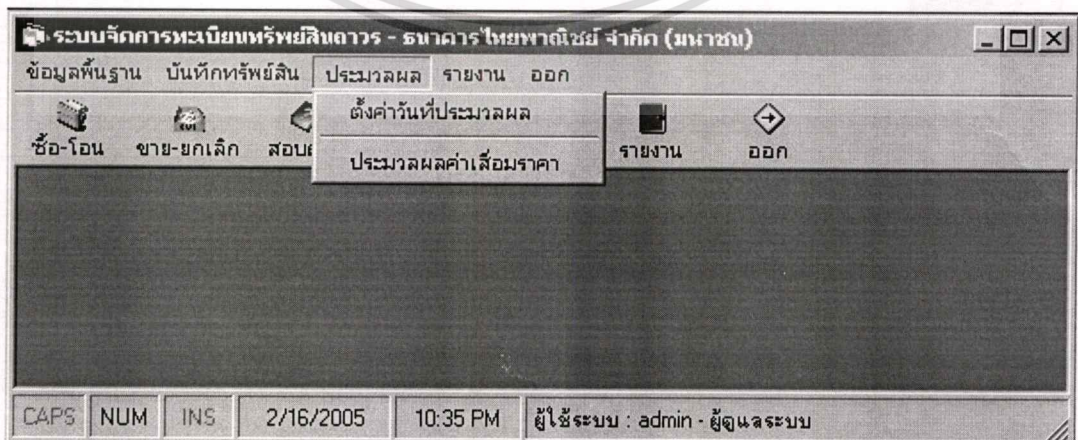 ระบบจัดการทะเบียนทรัพย์สินถาวร - ธนาคารไทยพาณิชย์ จำกัด (มหาชน)
ข้อมูลพื้นฐาน บันทึกทรัพย์สิน ประมวลผล รายงาน ออก
ตั้งค่าวันที่ประมวลผล
ประมวลผลค่าเสื่อมราคา
ซื้อ-โอน ขาย-ยกเลิก รายงาน ออก
CAPS NUM INS 2/16/2005 10:35 PM ผู้ใช้ระบบ : admin - ผู้ดูแลระบบ